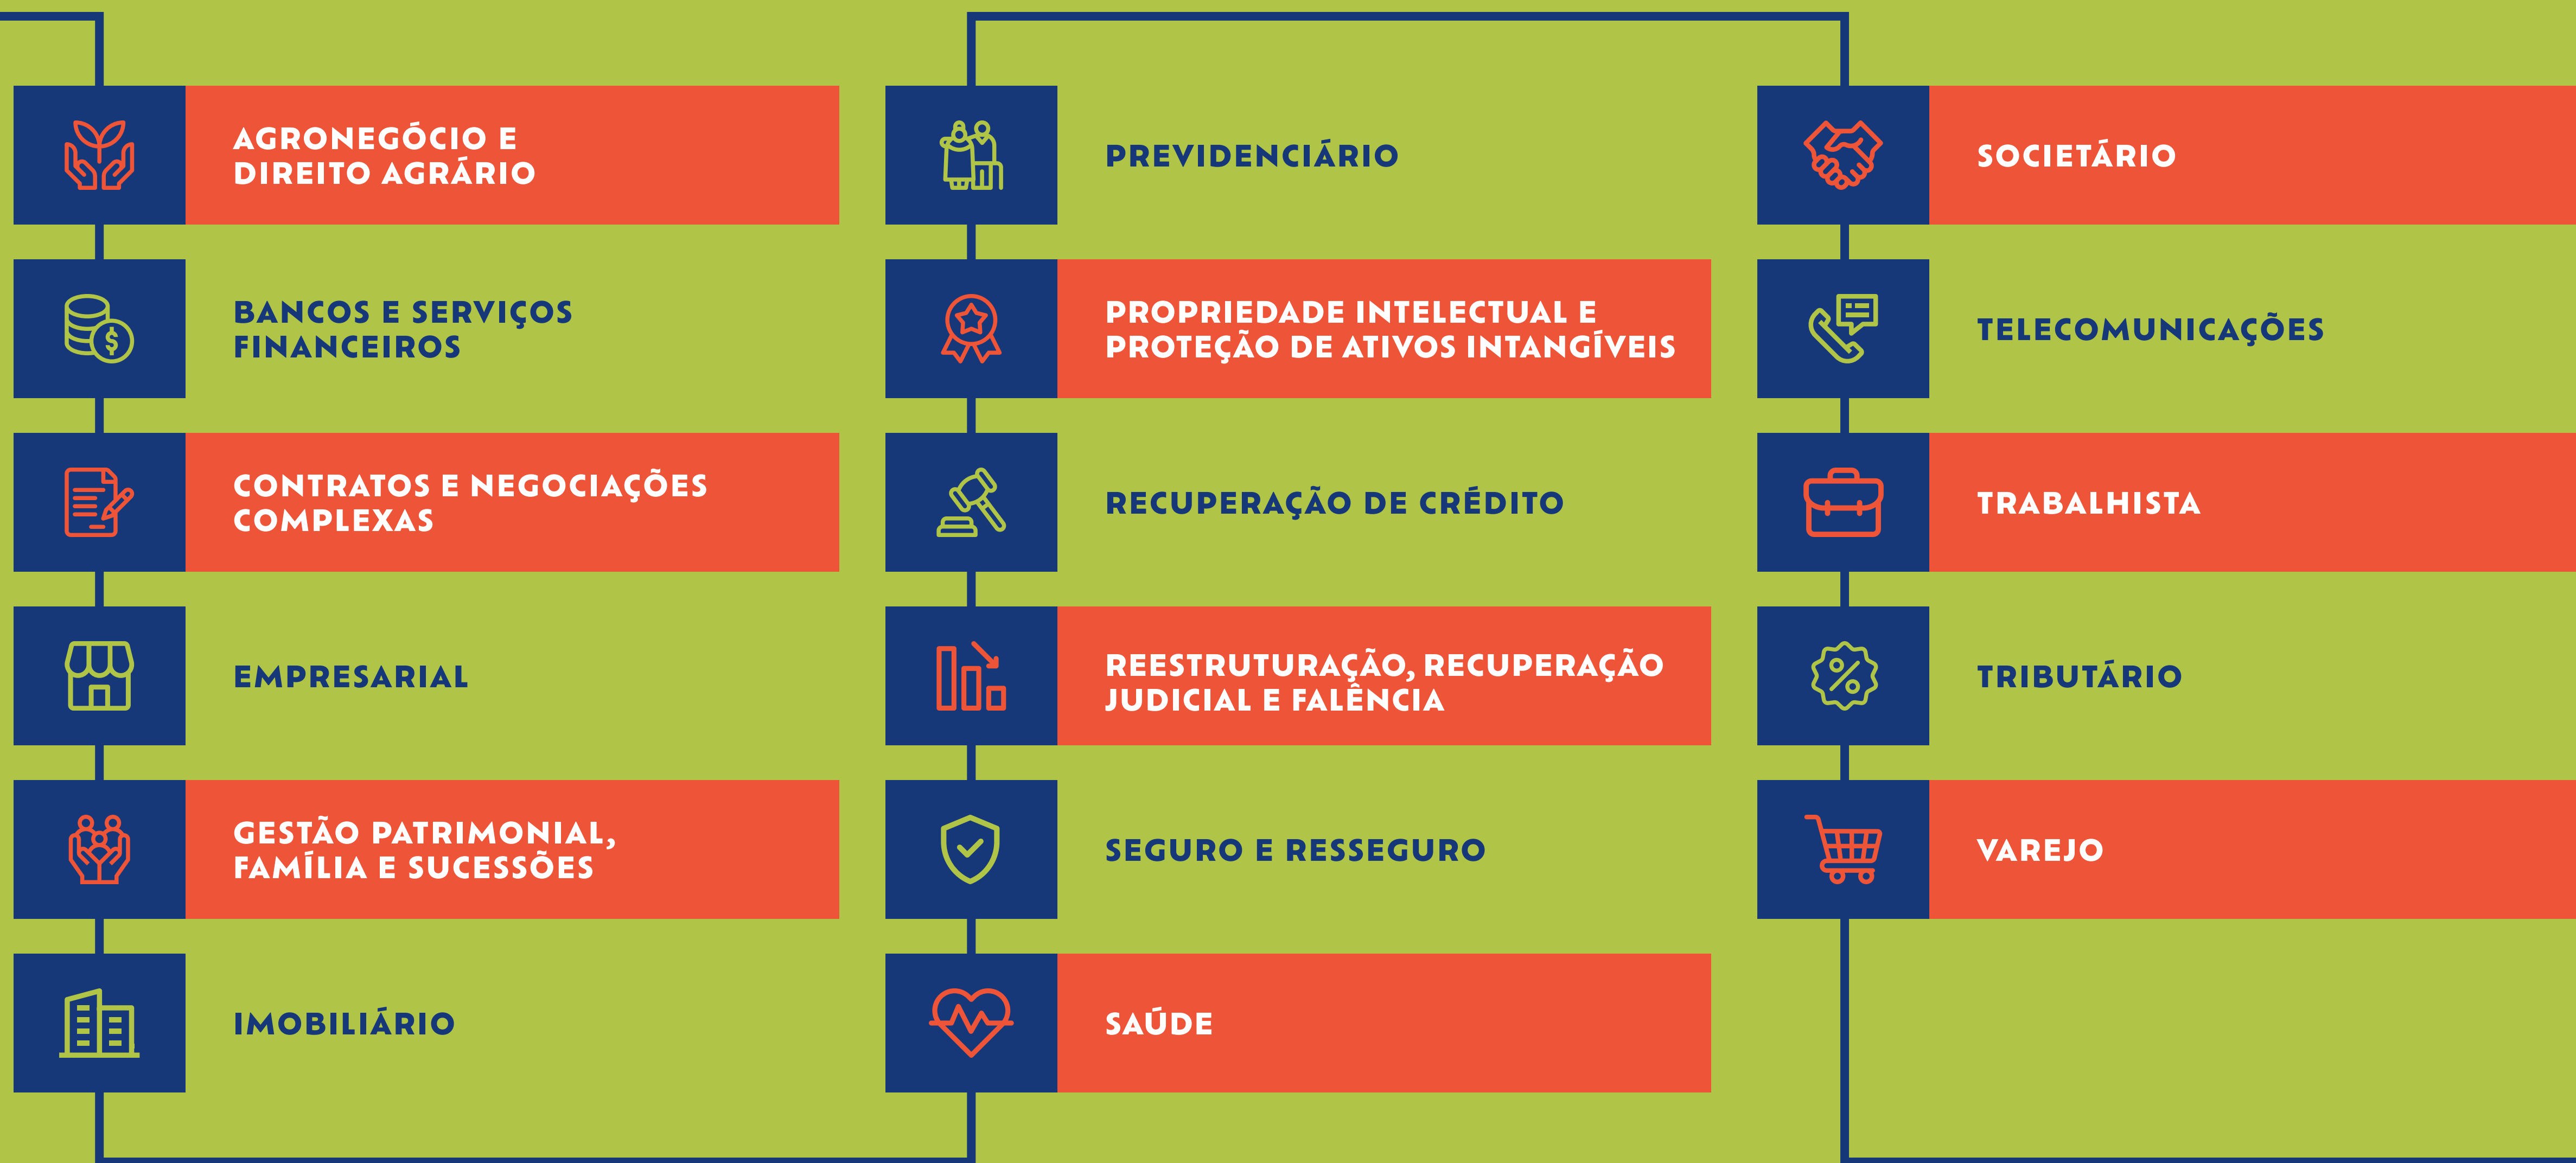 AGRONEGÓCIO E
DIREITO AGRÁRIO
BANCOS E SERVIÇOS
FINANCEIROS
CONTRATOS E NEGOCIAÇÕES
COMPLEXAS
EMPRESARIAL
GESTÃO PATRIMONIAL,
FAMÍLIA E SUCESSÕES
IMOBILIÁRIO
PREVIDENCIÁRIO
PROPRIEDADE INTELECTUAL E
PROTEÇÃO DE ATIVOS INTANGÍVEIS
RECUPERAÇÃO DE CRÉDITO
REESTRUTURAÇÃO, RECUPERAÇÃO
JUDICIAL E FALÊNCIA
SEGURO E RESSEGURO
SAÚDE
SOCIETÁRIO
TELECOMUNICAÇÕES
TRABALHISTA
TRIBUTÁRIO
VAREJO